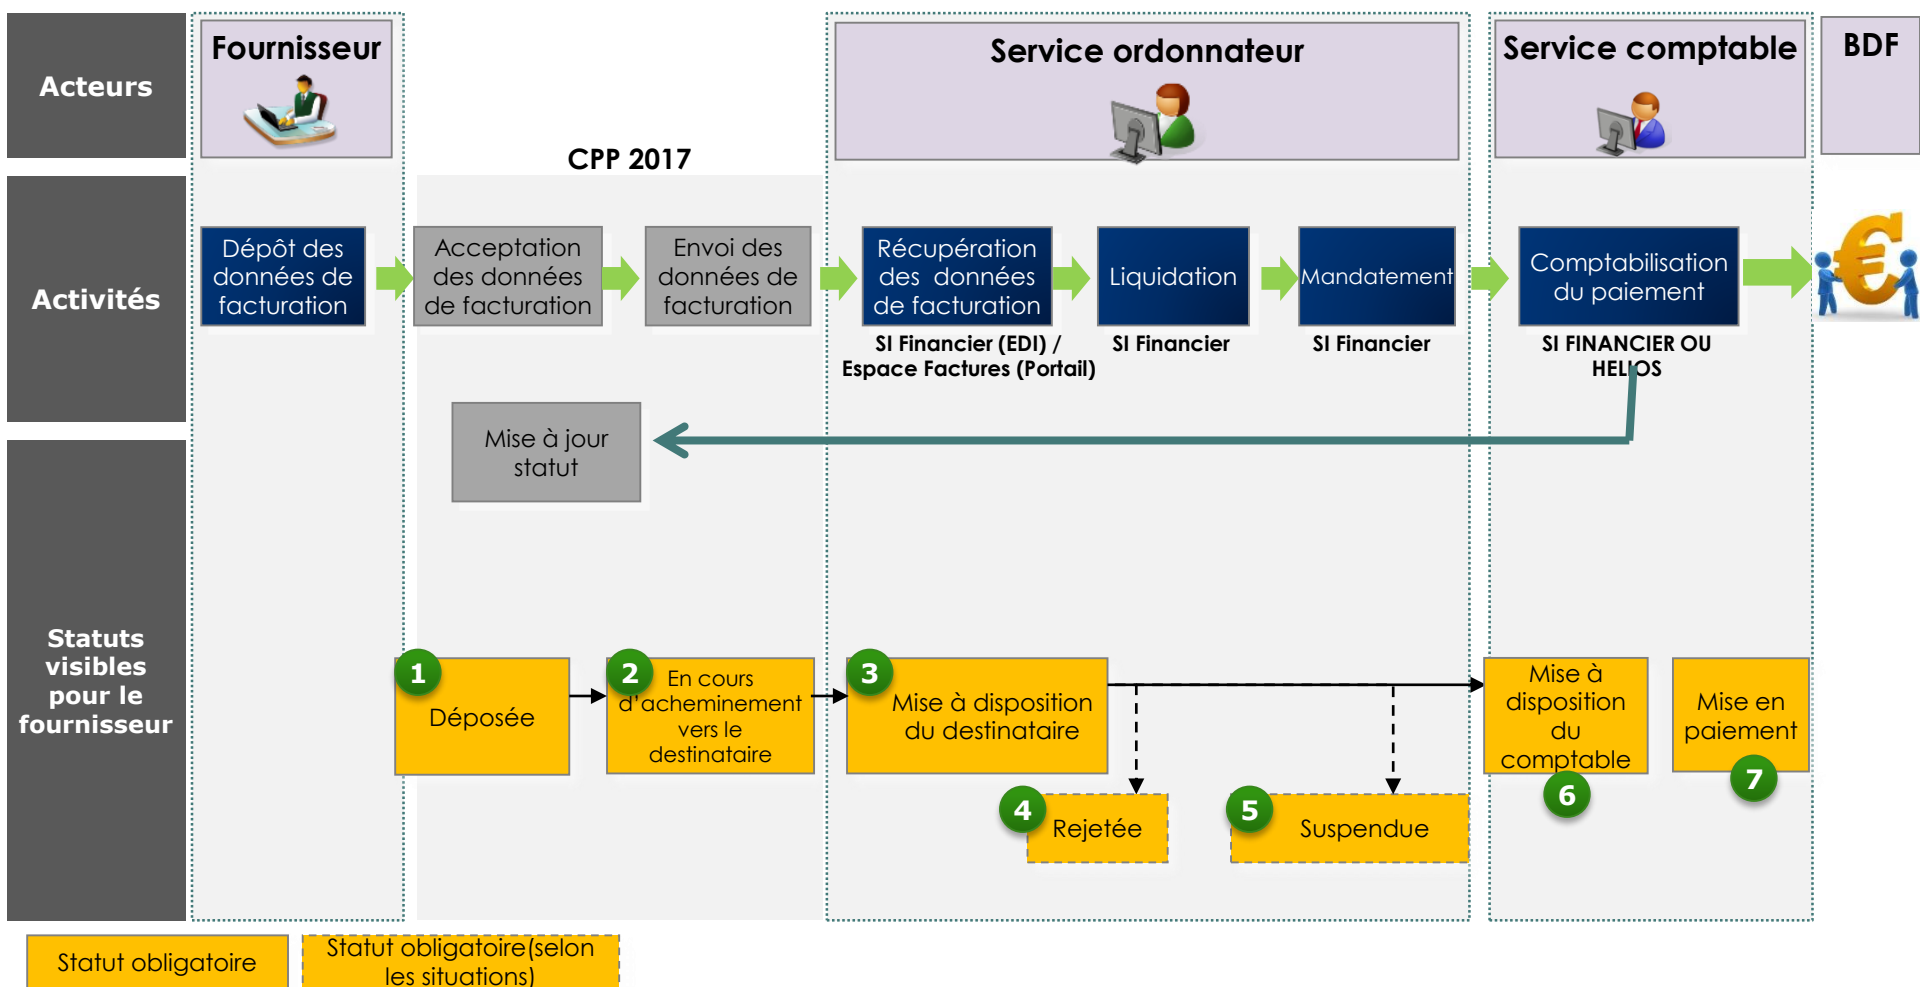 Acteurs
Fournisseur
Service ordonnateur
Service comptable
BDF
CPP 2017
Activités
Dépôt des
données de
facturation
Acceptation
des données
de facturation
Envoi des
données de
facturation
Récupération
des données
de facturation
Liquidation
Mandatement
Comptabilisation
du paiement
SI Financier (EDI) /
Espace Factures (Portail)
SI Financier
SI Financier
SI FINANCIER OU
HELIOS
Mise à jour
statut
Statuts
visibles
pour le
fournisseur
1
Déposée
2
En cours
d'acheminement
vers le
destinataire
3
Mise à disposition
du destinataire
4
Rejetée
5
Suspendue
Mise à
disposition
du
comptable
6
Mise en
paiement
7
Statut obligatoire
Statut obligatoire(selon
les situations)